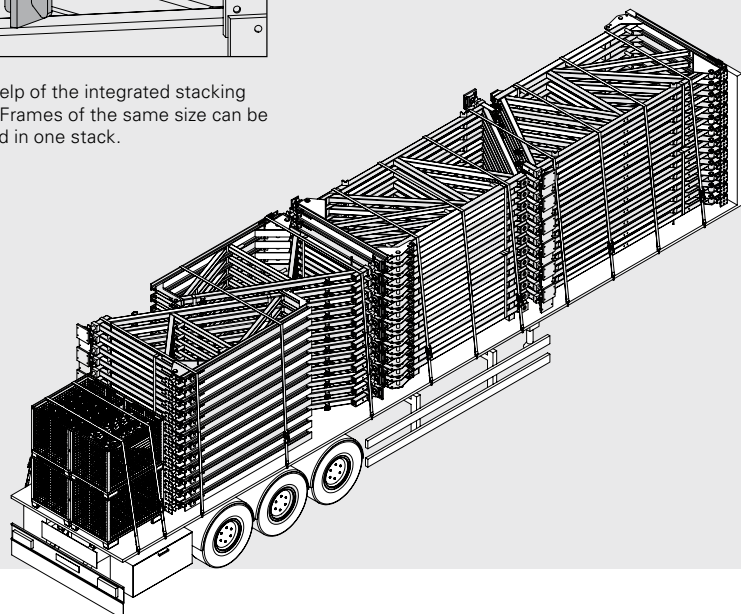 elp of the integrated stacking
Frames of the same size can be
d in one stack.